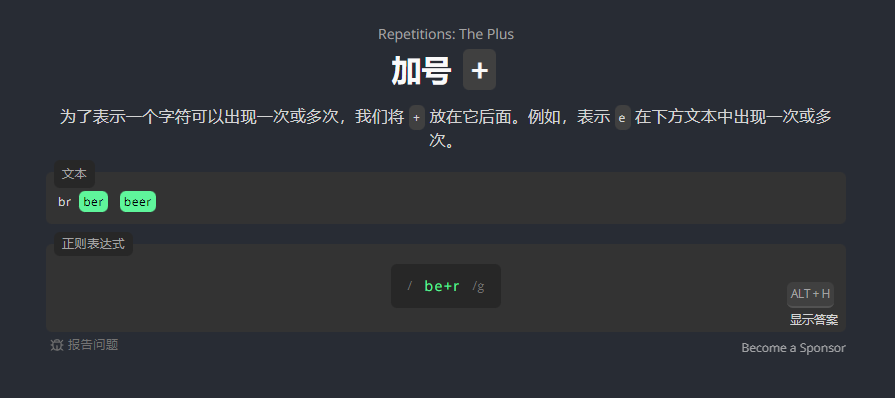 Repetitions: The Plus
加号 +
为了表示一个字符可以出现一次或多次，我们将 + 放在它后面。例如，表示 e 在下方文本中出现一次或多
次。
文本
br ber beer
正则表达式
/ be+r /g
ALT + H
显示答案
报告问题
Become a Sponsor